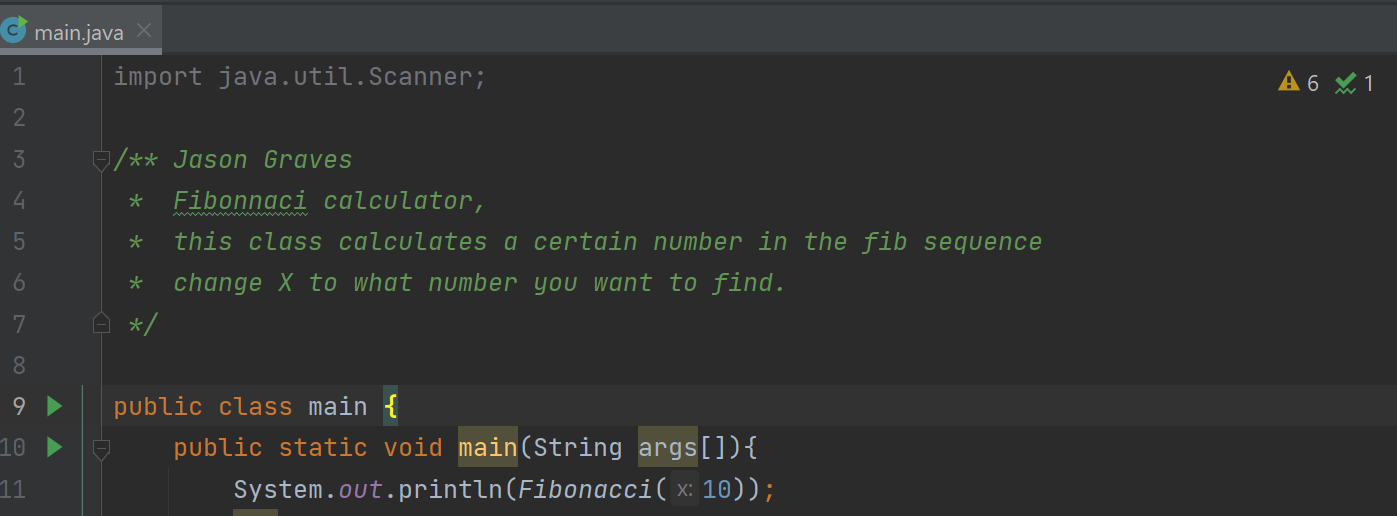 main.java
6 1
1 import java.util.Scanner;
2
3 /** Jason Graves
4 * Fibonnaci calculator,
5 * this class calculates a certain number in the fib sequence
6 * change X to what number you want to find.
7 */
8
9 public class main {
10 public static void main(String args[]){
11 System.out.println(Fibonacci( x: 10));